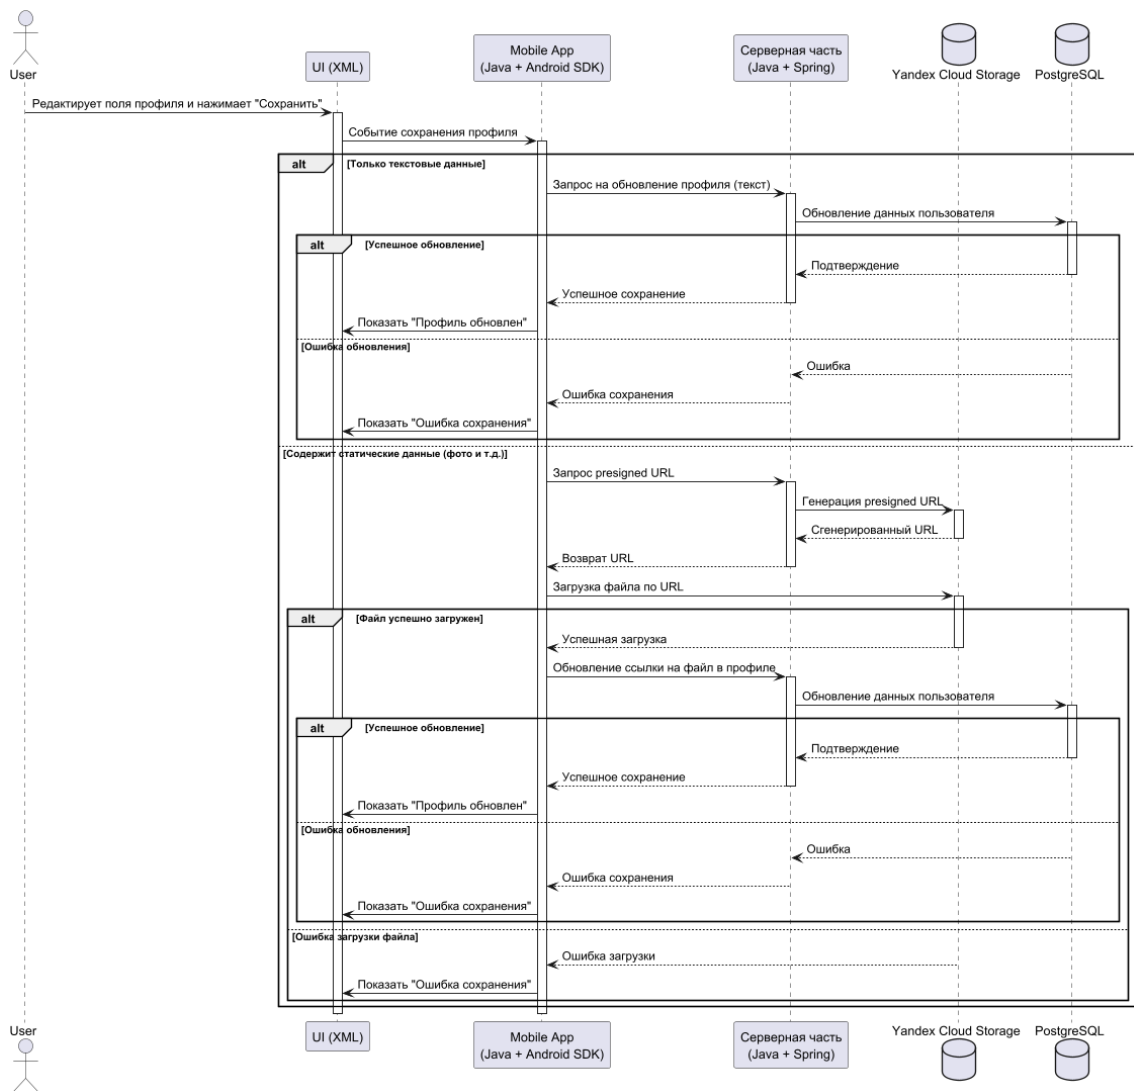 User
UI (XML)
Mobile App
(Java + Android SDK)
Серверная часть
(Java + Spring)
Yandex Cloud Storage
PostgreSQL
Редактирует поля профиля и нажимает "Сохранить"
Событие сохранения профиля
alt
[Только текстовые данные]
Запрос на обновление профиля (текст)
Обновление данных пользователя
alt
[Успешное обновление]
Подтверждение
Успешное сохранение
Показать "Профиль обновлен"
[Ошибка обновления]
Ошибка
Ошибка сохранения
Показать "Ошибка сохранения"
[Содержит статические данные (фото и т.д.)]
Запрос presigned URL
Генерация presigned URL
Сгенерированный URL
Возврат URL
Загрузка файла по URL
alt
[Файл успешно загружен]
Успешная загрузка
Обновление ссылки на файл в профиле
Обновление данных пользователя
alt
[Успешное обновление]
Подтверждение
Успешное сохранение
Показать "Профиль обновлен"
[Ошибка обновления]
Ошибка
Ошибка сохранения
Показать "Ошибка сохранения"
[Ошибка загрузки файла]
Ошибка загрузки
Показать "Ошибка сохранения"
User
UI (XML)
Mobile App
(Java + Android SDK)
Серверная часть
(Java + Spring)
Yandex Cloud Storage
PostgreSQL